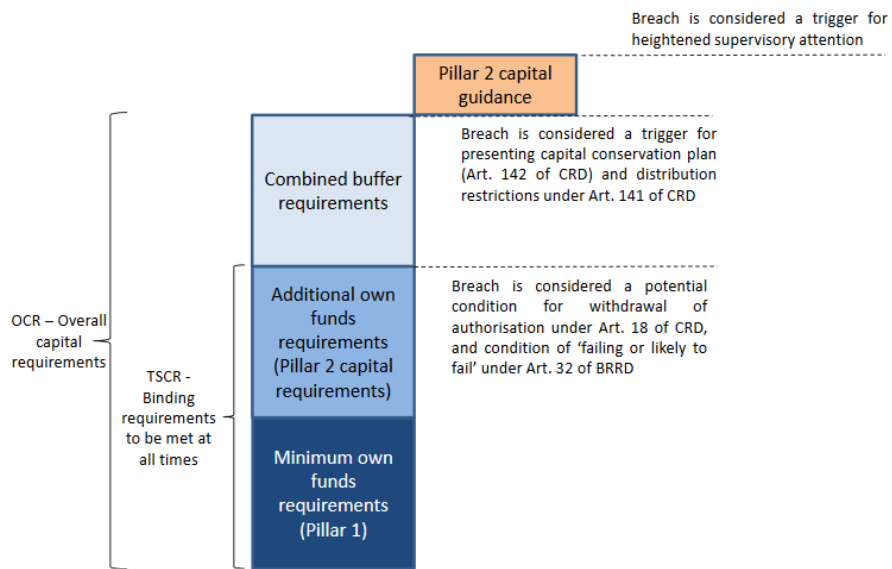 Breach is considered a trigger for
heightened supervisory attention
Pillar 2 capital
guidance
Breach is considered a trigger for
presenting capital conservation plan
(Art. 142 of CRD) and distribution
restrictions under Art. 141 of CRD
Combined buffer
requirements
Breach is considered a potential
condition for withdrawal of
authorisation under Art. 18 of CRD,
and condition of ‘failing or likely to
fail’ under Art. 32 of BRRD
Additional own
funds
requirements
(Pillar 2 capital
requirements)
OCR – Overall
capital
requirements
TSCR -
Binding
requirements
to be met at
all times
Minimum own
funds
requirements
(Pillar 1)